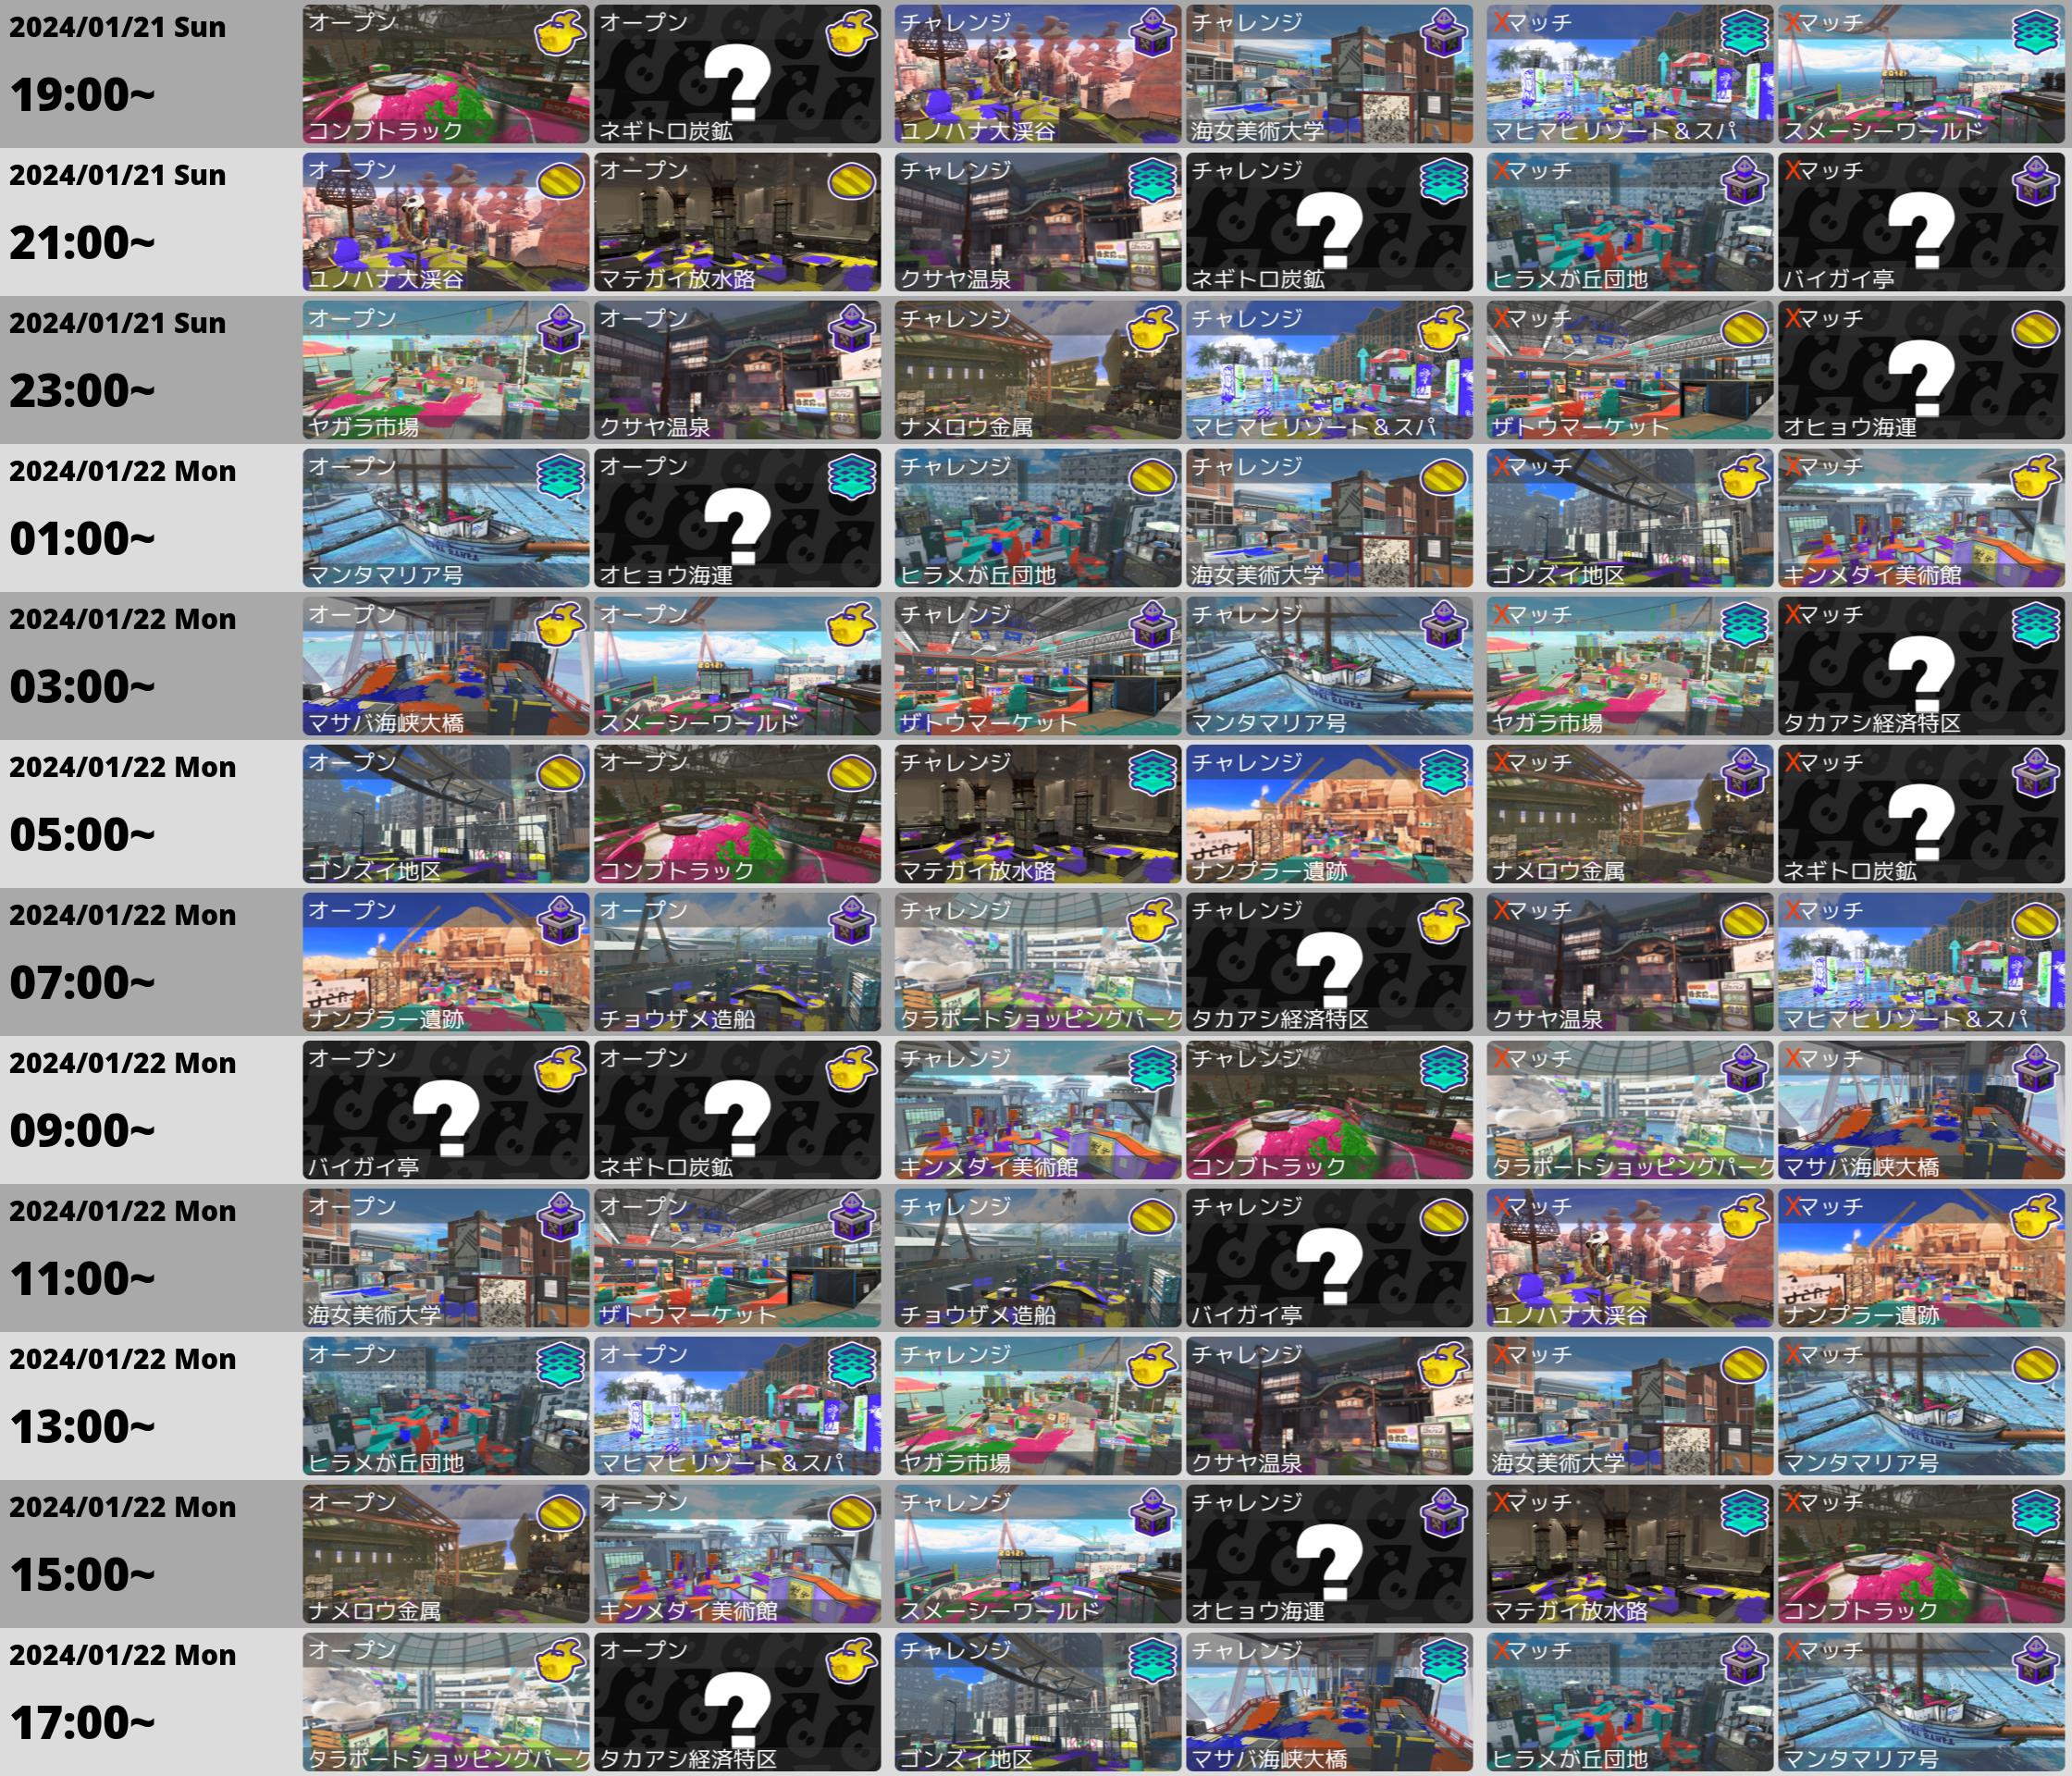 2024/01/21 Sun
19:00~
オープン
コンブトラック
オープン
ネギトロ炭鉱
チャレンジ
ユノハナ大渓谷
チャレンジ
海女美術大学
Xマッチ
マヒマヒリゾート＆スパ
Xマッチ
スメーシーワールド
2024/01/21 Sun
21:00~
オープン
ユノハナ大渓谷
オープン
マテガイ放水路
チャレンジ
クサヤ温泉
チャレンジ
ネギトロ炭鉱
Xマッチ
ヒラメが丘団地
Xマッチ
バイガイ亭
2024/01/21 Sun
23:00~
オープン
ヤガラ市場
オープン
クサヤ温泉
チャレンジ
ナメロウ金属
チャレンジ
マヒマヒリゾート＆スパ
Xマッチ
ザトウマーケット
Xマッチ
オヒョウ海運
2024/01/22 Mon
01:00~
オープン
マンタマリア号
オープン
オヒョウ海運
チャレンジ
ヒラメが丘団地
チャレンジ
海女美術大学
Xマッチ
ゴンズイ地区
Xマッチ
キンメダイ美術館
2024/01/22 Mon
03:00~
オープン
マサバ海峡大橋
オープン
スメーシーワールド
チャレンジ
ザトウマーケット
チャレンジ
マンタマリア号
Xマッチ
ヤガラ市場
Xマッチ
タカアシ経済特区
2024/01/22 Mon
05:00~
オープン
ゴンズイ地区
オープン
コンブトラック
チャレンジ
マテガイ放水路
チャレンジ
ナンプラー遺跡
Xマッチ
ナメロウ金属
Xマッチ
ネギトロ炭鉱
2024/01/22 Mon
07:00~
オープン
ナンプラー遺跡
オープン
チョウザメ造船
チャレンジ
タラポートショッピングパーク
チャレンジ
タカアシ経済特区
Xマッチ
クサヤ温泉
Xマッチ
マヒマヒリゾート＆スパ
2024/01/22 Mon
09:00~
オープン
バイガイ亭
オープン
ネギトロ炭鉱
チャレンジ
キンメダイ美術館
チャレンジ
コンブトラック
Xマッチ
タラポートショッピングパーク
Xマッチ
マサバ海峡大橋
2024/01/22 Mon
11:00~
オープン
海女美術大学
オープン
ザトウマーケット
チャレンジ
チョウザメ造船
チャレンジ
バイガイ亭
Xマッチ
ユノハナ大渓谷
Xマッチ
ナンプラー遺跡
2024/01/22 Mon
13:00~
オープン
ヒラメが丘団地
オープン
マヒマヒリゾート＆スパ
チャレンジ
ヤガラ市場
チャレンジ
クサヤ温泉
Xマッチ
海女美術大学
Xマッチ
マンタマリア号
2024/01/22 Mon
15:00~
オープン
ナメロウ金属
オープン
キンメダイ美術館
チャレンジ
スメーシーワールド
チャレンジ
オヒョウ海運
Xマッチ
マテガイ放水路
Xマッチ
コンブトラック
2024/01/22 Mon
17:00~
オープン
タラポートショッピングパーク
オープン
タカアシ経済特区
チャレンジ
ゴンズイ地区
チャレンジ
マサバ海峡大橋
Xマッチ
ヒラメが丘団地
Xマッチ
マンタマリア号